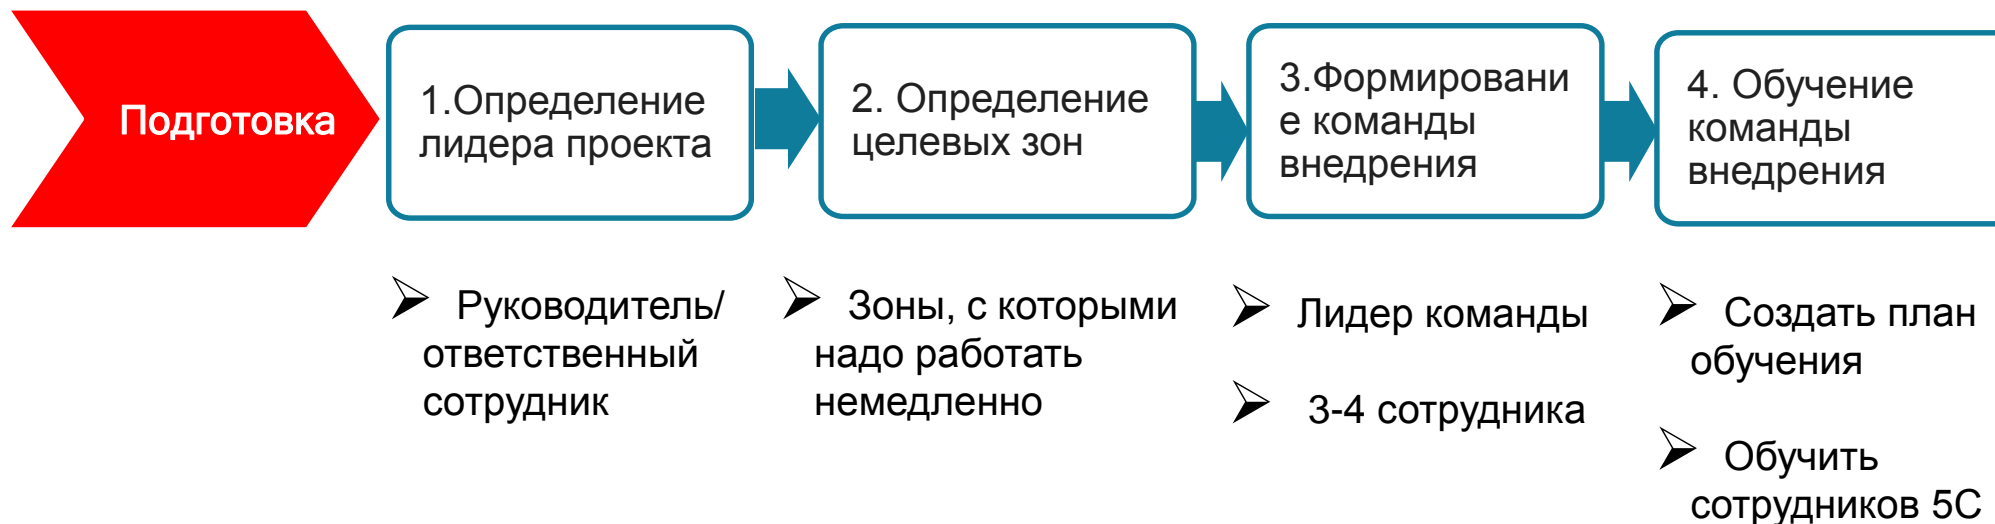 Подготовка
1.Определение
лидера проекта
2. Определение
целевых зон
3.Формировани
е команды
внедрения
4. Обучение
команды
внедрения
Руководитель/
ответственный
сотрудник
Зоны, с которыми
надо работать
немедленно
Лидер команды
3-4 сотрудника
Создать план
обучения
Обучить
сотрудников 5С